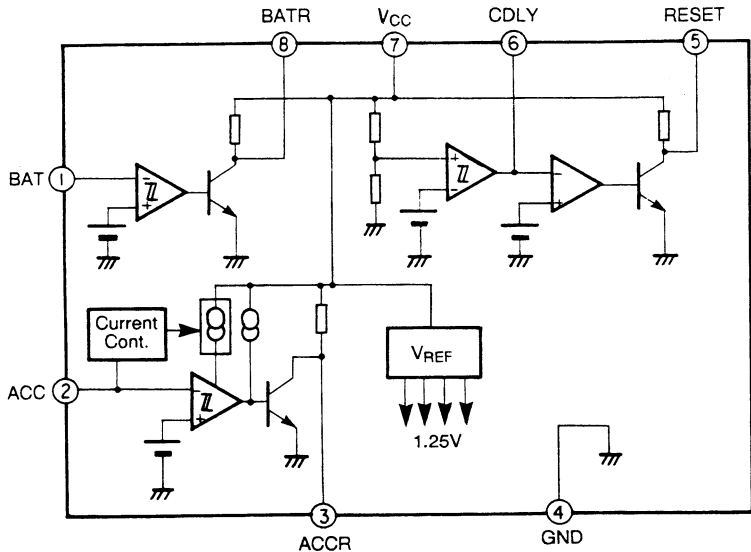 BATR VCC CDLY RESET
8 7 6 5
BAT 1
- + + - - +
Current
Cont.
VREF
ACC 2
- +
1.25V
3 4
ACCR GND